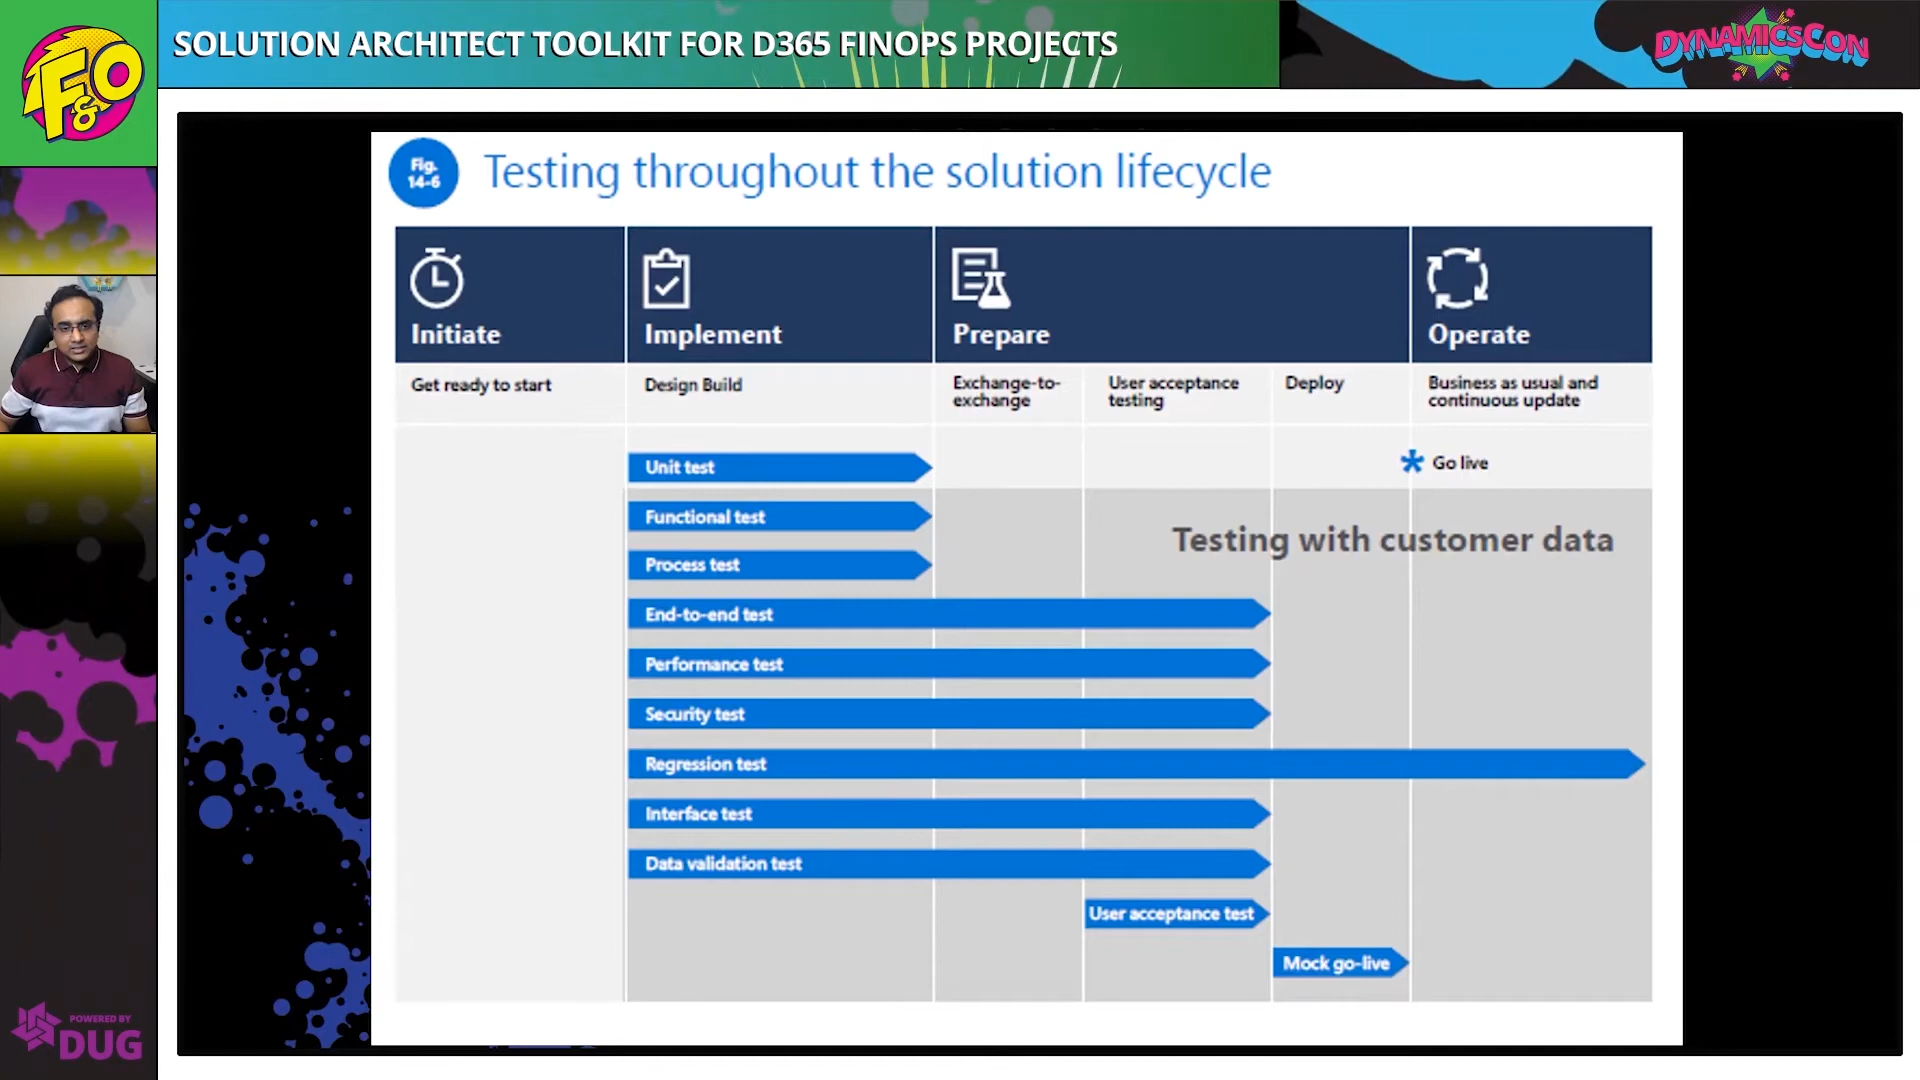 F&O
SOLUTION ARCHITECT TOOLKIT FOR D365 FINOPS PROJECTS
DYNAMICSCON
Fig.
14-6
Testing throughout the solution lifecycle
Initiate
Implement
Prepare
Operate
Get ready to start
Design Build
Exchange-to-
exchange
User acceptance
testing
Deploy
Business as usual and
continuous update
Unit test
* Go live
Functional test
Testing with customer data
Process test
End-to-end test
Performance test
Security test
Regression test
Interface test
Data validation test
User acceptance test
Mock go-live
POWERED BY
DUG